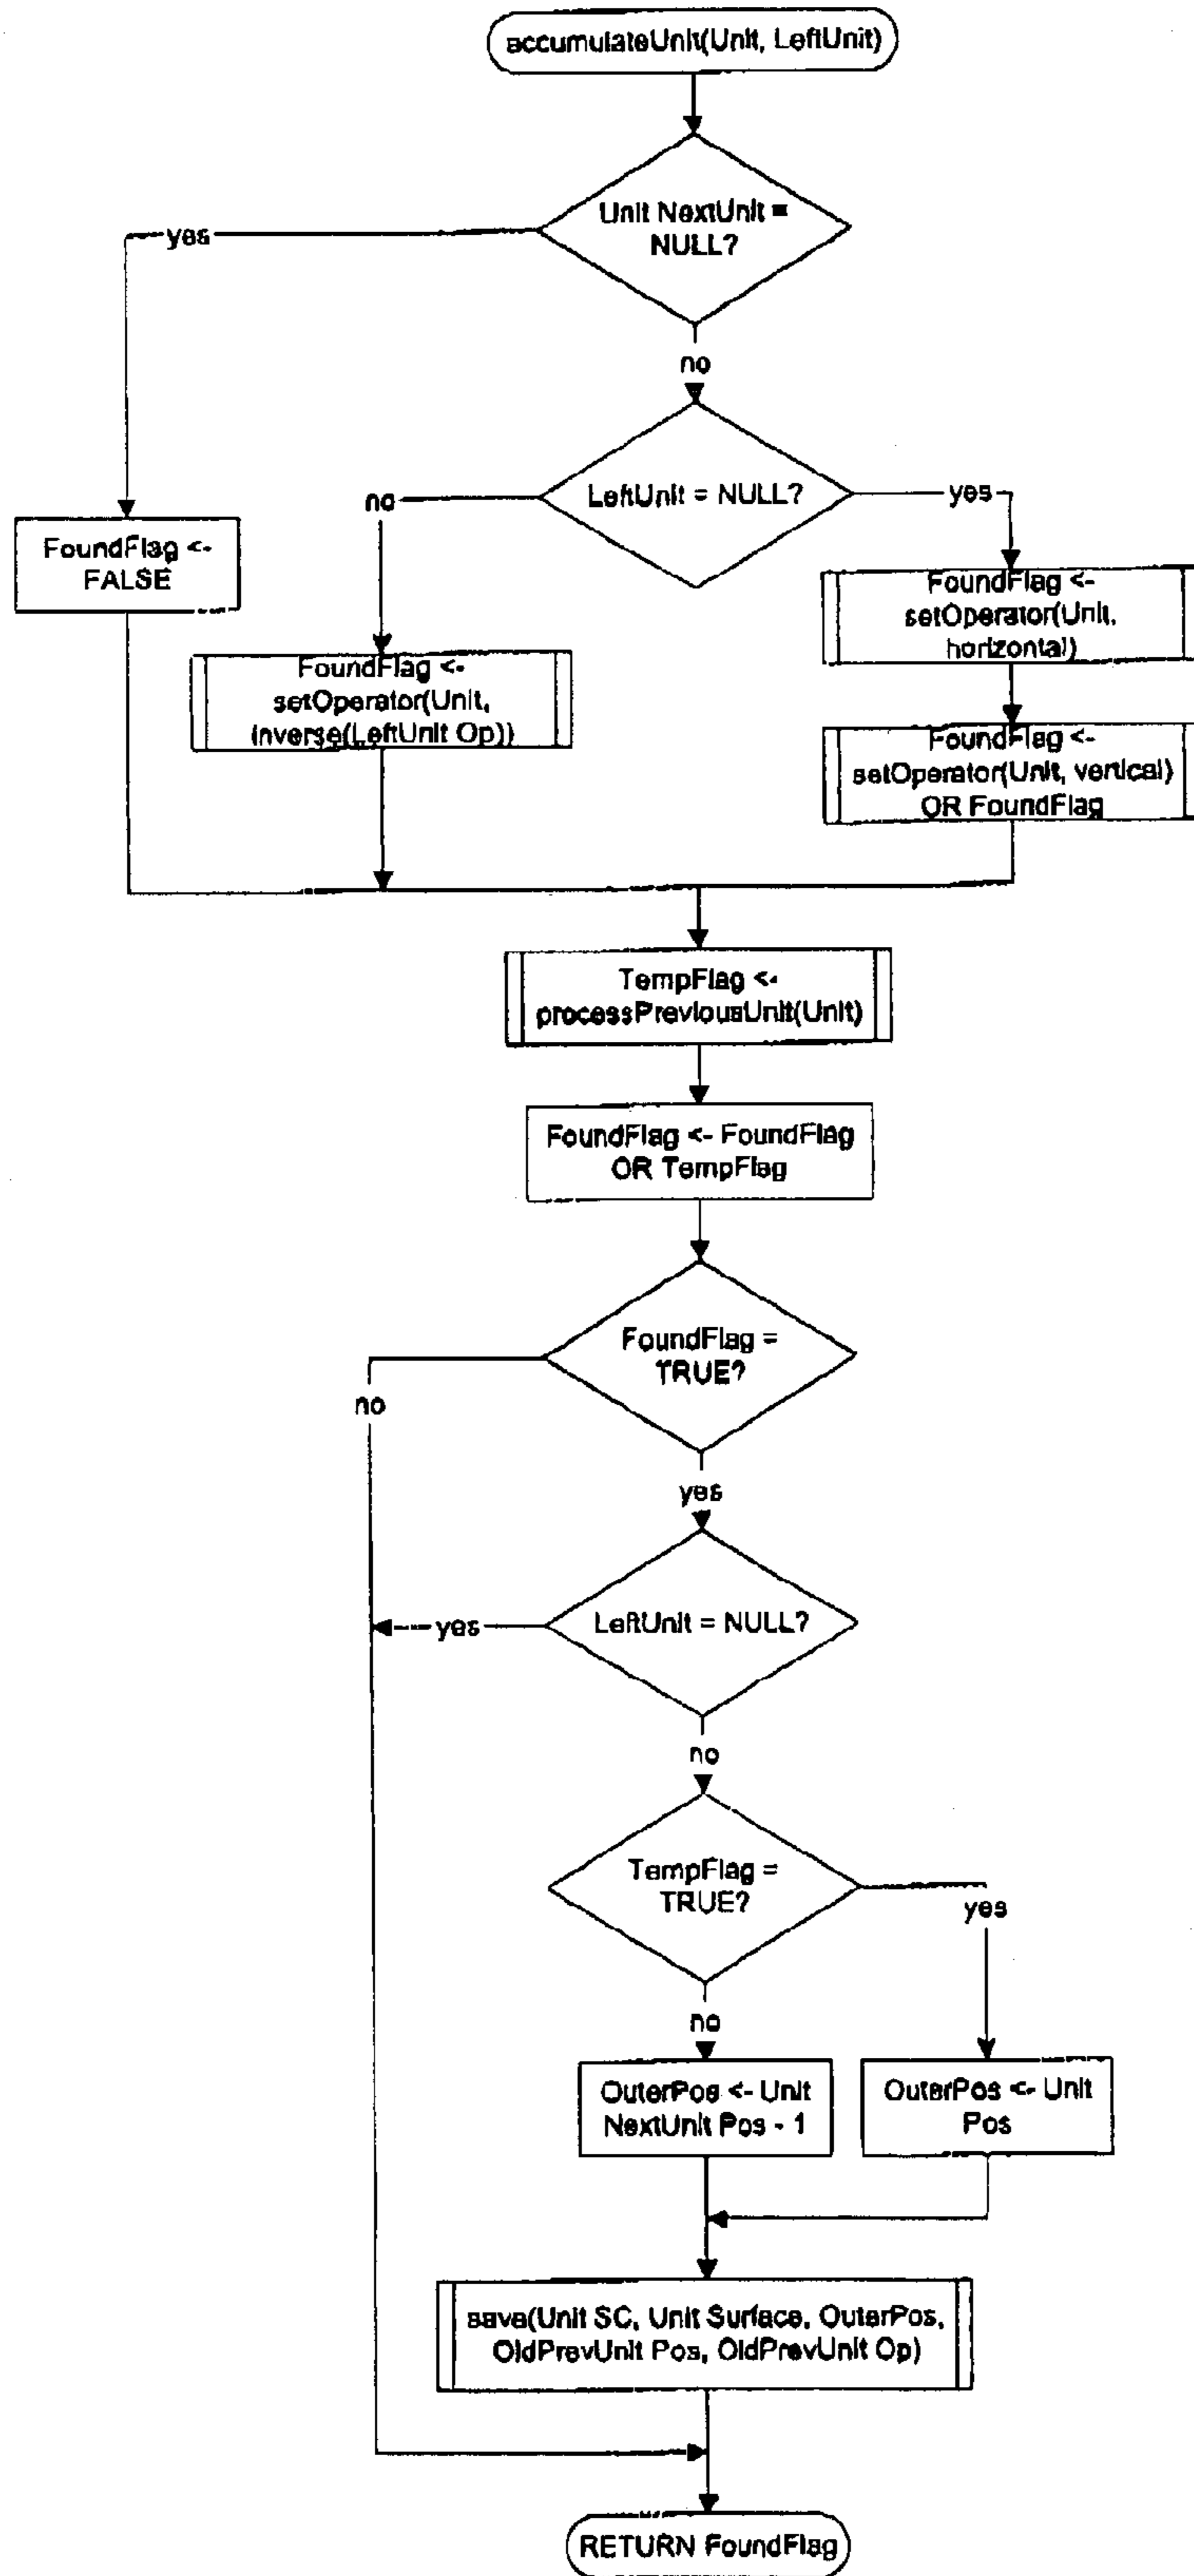 accumulateUnit(Unit, LeftUnit)
Unit NextUnit =
NULL?
yes
no
LeftUnit = NULL?
no
yes
FoundFlag <-
FALSE
FoundFlag <-
setOperator(Unit,
inverse(LeftUnit Op))
FoundFlag <-
setOperator(Unit,
horizontal)
FoundFlag <-
setOperator(Unit, vertical)
OR FoundFlag
TempFlag <-
processPreviousUnit(Unit)
FoundFlag <- FoundFlag
OR TempFlag
FoundFlag =
TRUE?
no
yes
LeftUnit = NULL?
yes
no
TempFlag =
TRUE?
yes
no
OuterPos <- Unit
NextUnit Pos - 1
OuterPos <- Unit
Pos
save(Unit SC, Unit Surface, OuterPos,
OldPrevUnit Pos, OldPrevUnit Op)
RETURN FoundFlag